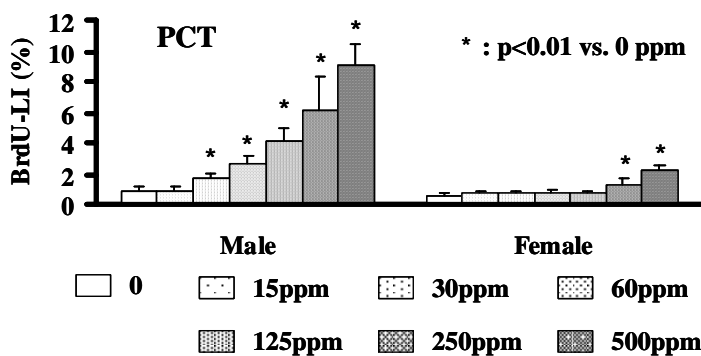 PCT
* : p<0.01 vs. 0 ppm
BrdU-LI (%)
12
10
8
6
4
2
0
* * * * *
* *
Male Female
0 15ppm 30ppm 60ppm
125ppm 250ppm 500ppm